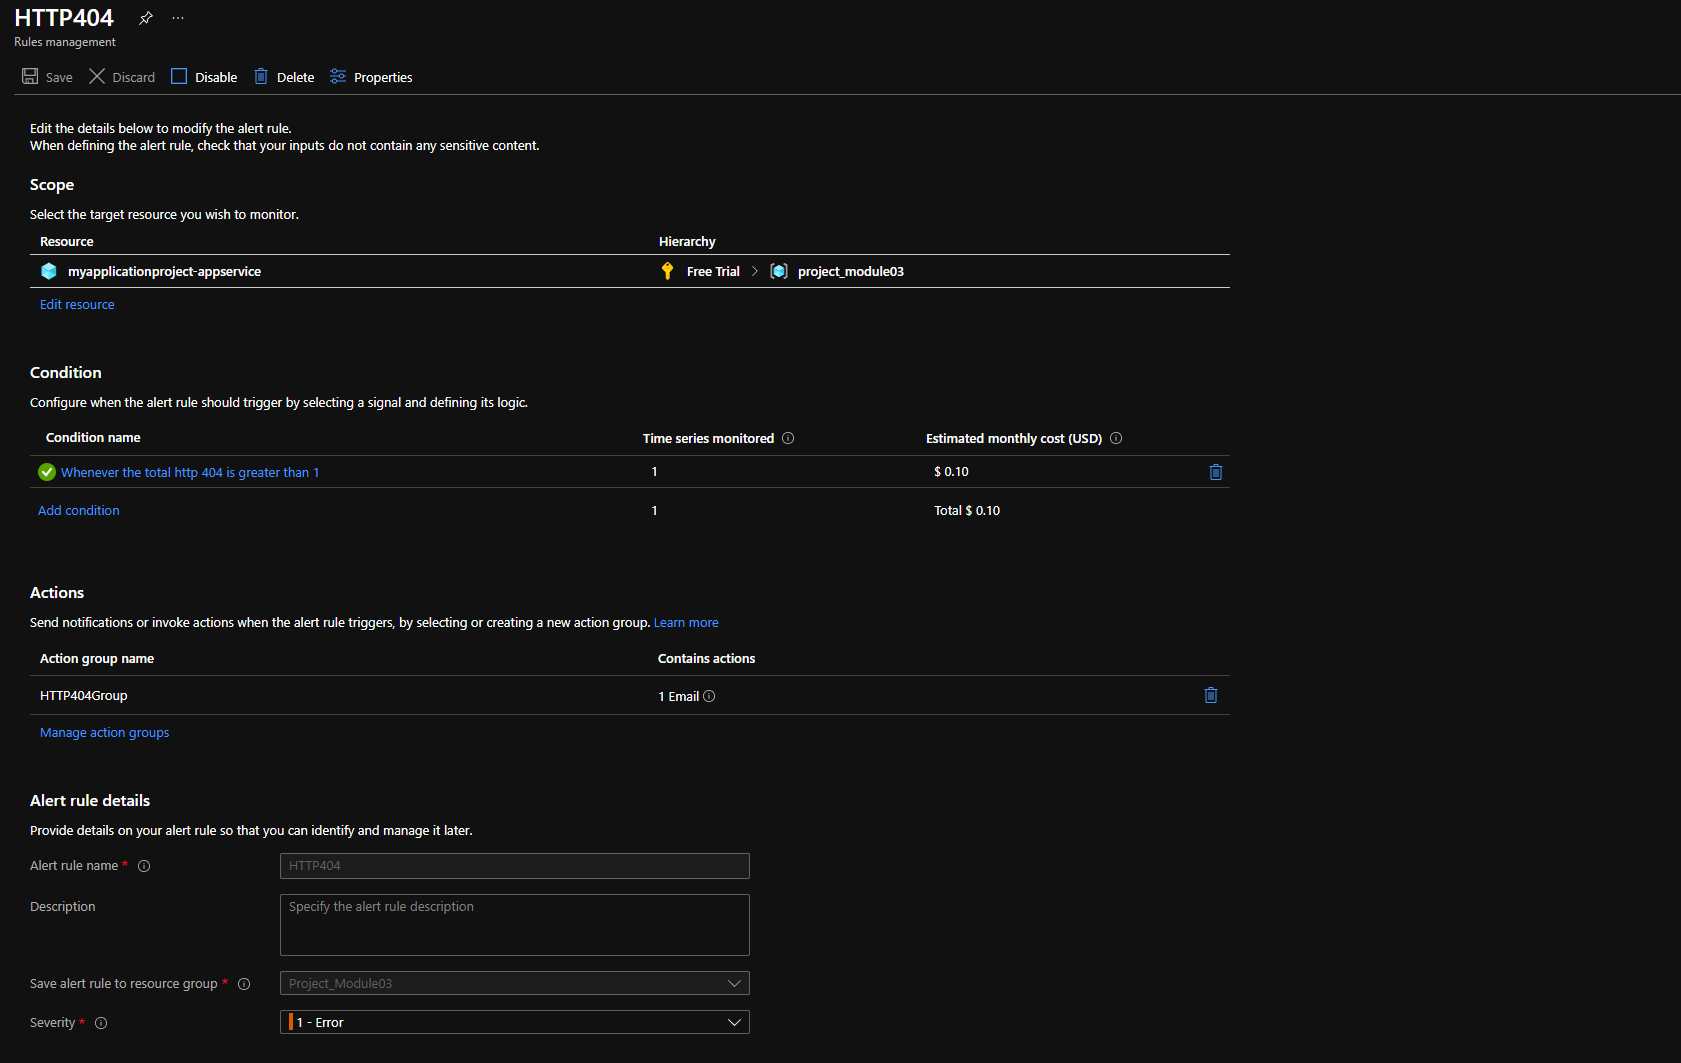 HTTP404
Rules management
Save Discard Disable Delete Properties
Edit the details below to modify the alert rule.
When defining the alert rule, check that your inputs do not contain any sensitive content.
Scope
Select the target resource you wish to monitor.
Resource Hierarchy
myapplicationproject-appservice Free Trial > project_module03
Edit resource
Condition
Configure when the alert rule should trigger by selecting a signal and defining its logic.
Condition name Time series monitored Estimated monthly cost (USD)
Whenever the total http 404 is greater than 1 1 $ 0.10
Add condition 1 Total $ 0.10
Actions
Send notifications or invoke actions when the alert rule triggers, by selecting or creating a new action group. Learn more
Action group name Contains actions
HTTP404Group 1 Email
Manage action groups
Alert rule details
Provide details on your alert rule so that you can identify and manage it later.
Alert rule name * HTTP404
Description Specify the alert rule description
Save alert rule to resource group * Project_Module03
Severity * 1 - Error